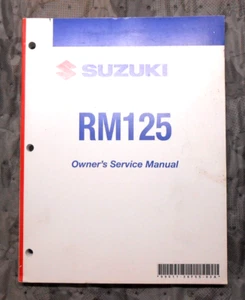 SUZUKI
RM125
Owner's Service Manual